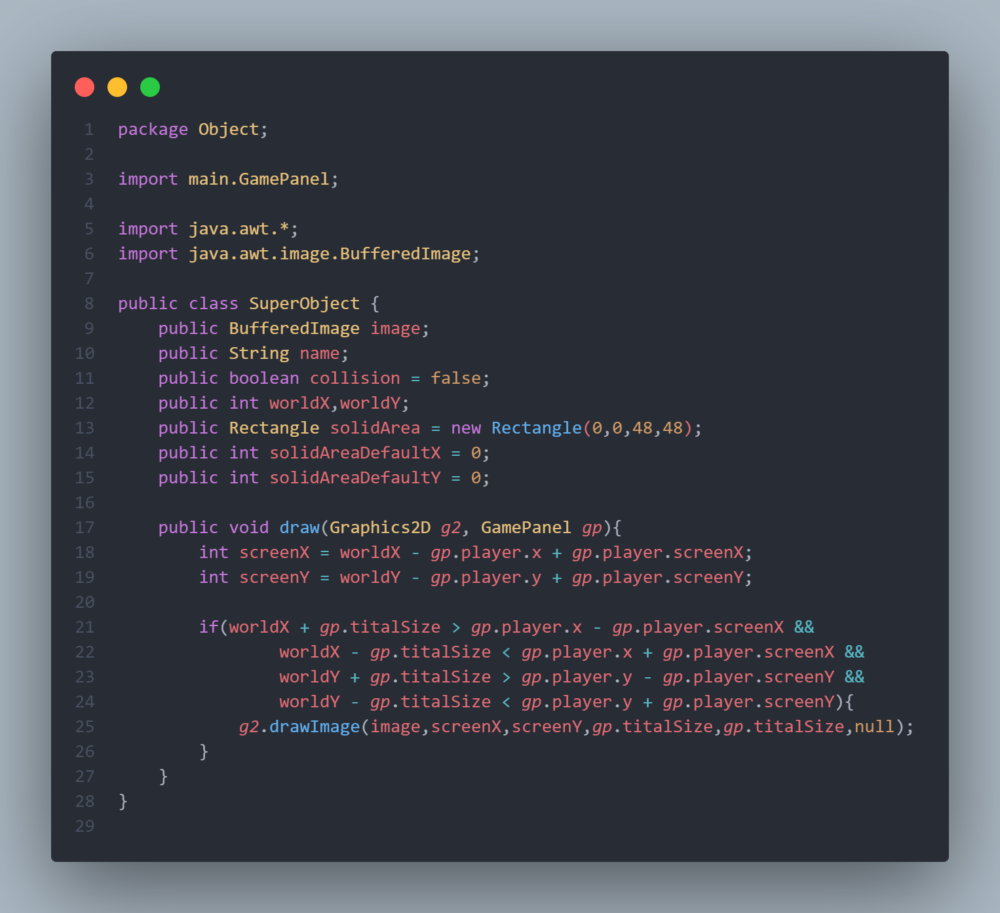 1 package Object;
2
3 import main.GamePanel;
4
5 import java.awt.*;
6 import java.awt.image.BufferedImage;
7
8 public class SuperObject {
9     public BufferedImage image;
10     public String name;
11     public boolean collision = false;
12     public int worldX,worldY;
13     public Rectangle solidArea = new Rectangle(0,0,48,48);
14     public int solidAreaDefaultX = 0;
15     public int solidAreaDefaultY = 0;
16
17     public void draw(Graphics2D g2, GamePanel gp){
18         int screenX = worldX - gp.player.x + gp.player.screenX;
19         int screenY = worldY - gp.player.y + gp.player.screenY;
20
21         if(worldX + gp.titalSize > gp.player.x - gp.player.screenX &&
22                 worldX - gp.titalSize < gp.player.x + gp.player.screenX &&
23                 worldY + gp.titalSize > gp.player.y - gp.player.screenY &&
24                 worldY - gp.titalSize < gp.player.y + gp.player.screenY){
25             g2.drawImage(image,screenX,screenY,gp.titalSize,gp.titalSize,null);
26         }
27     }
28 }
29